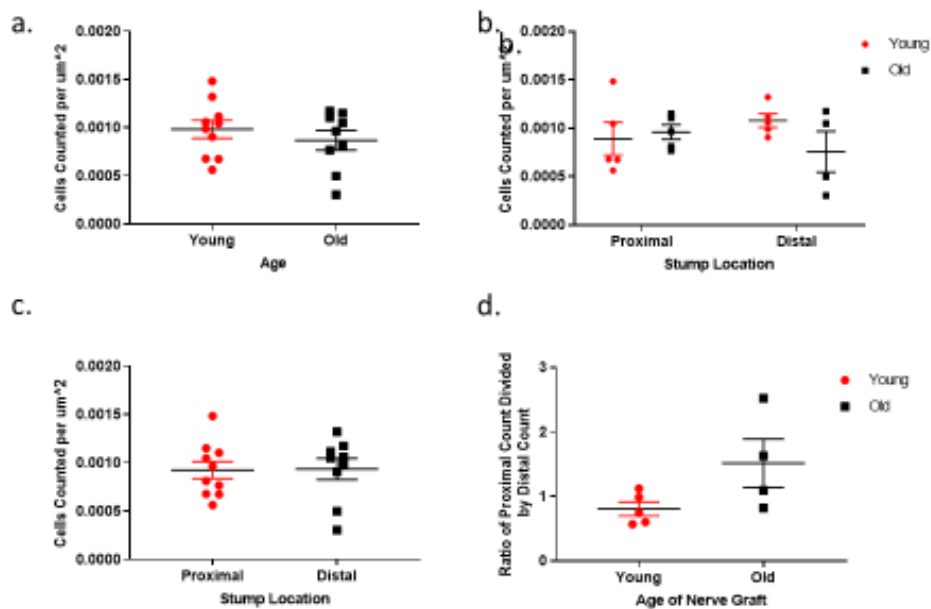 a.
Cells Counted per um^2
0.0020
0.0015
0.0010
0.0005
0.0000
Young
Old
Age
b.
b.
Cells Counted per um^2
0.0020
0.0015
0.0010
0.0005
0.0000
Proximal
Distal
Stump Location
Young
Old
c.
Cells Counted per um^2
0.0020
0.0015
0.0010
0.0005
0.0000
Proximal
Distal
Stump Location
d.
Ratio of Proximal Count Divided
by Distal Count
3
2
1
0
Young
Old
Age of Nerve Graft
Young
Old